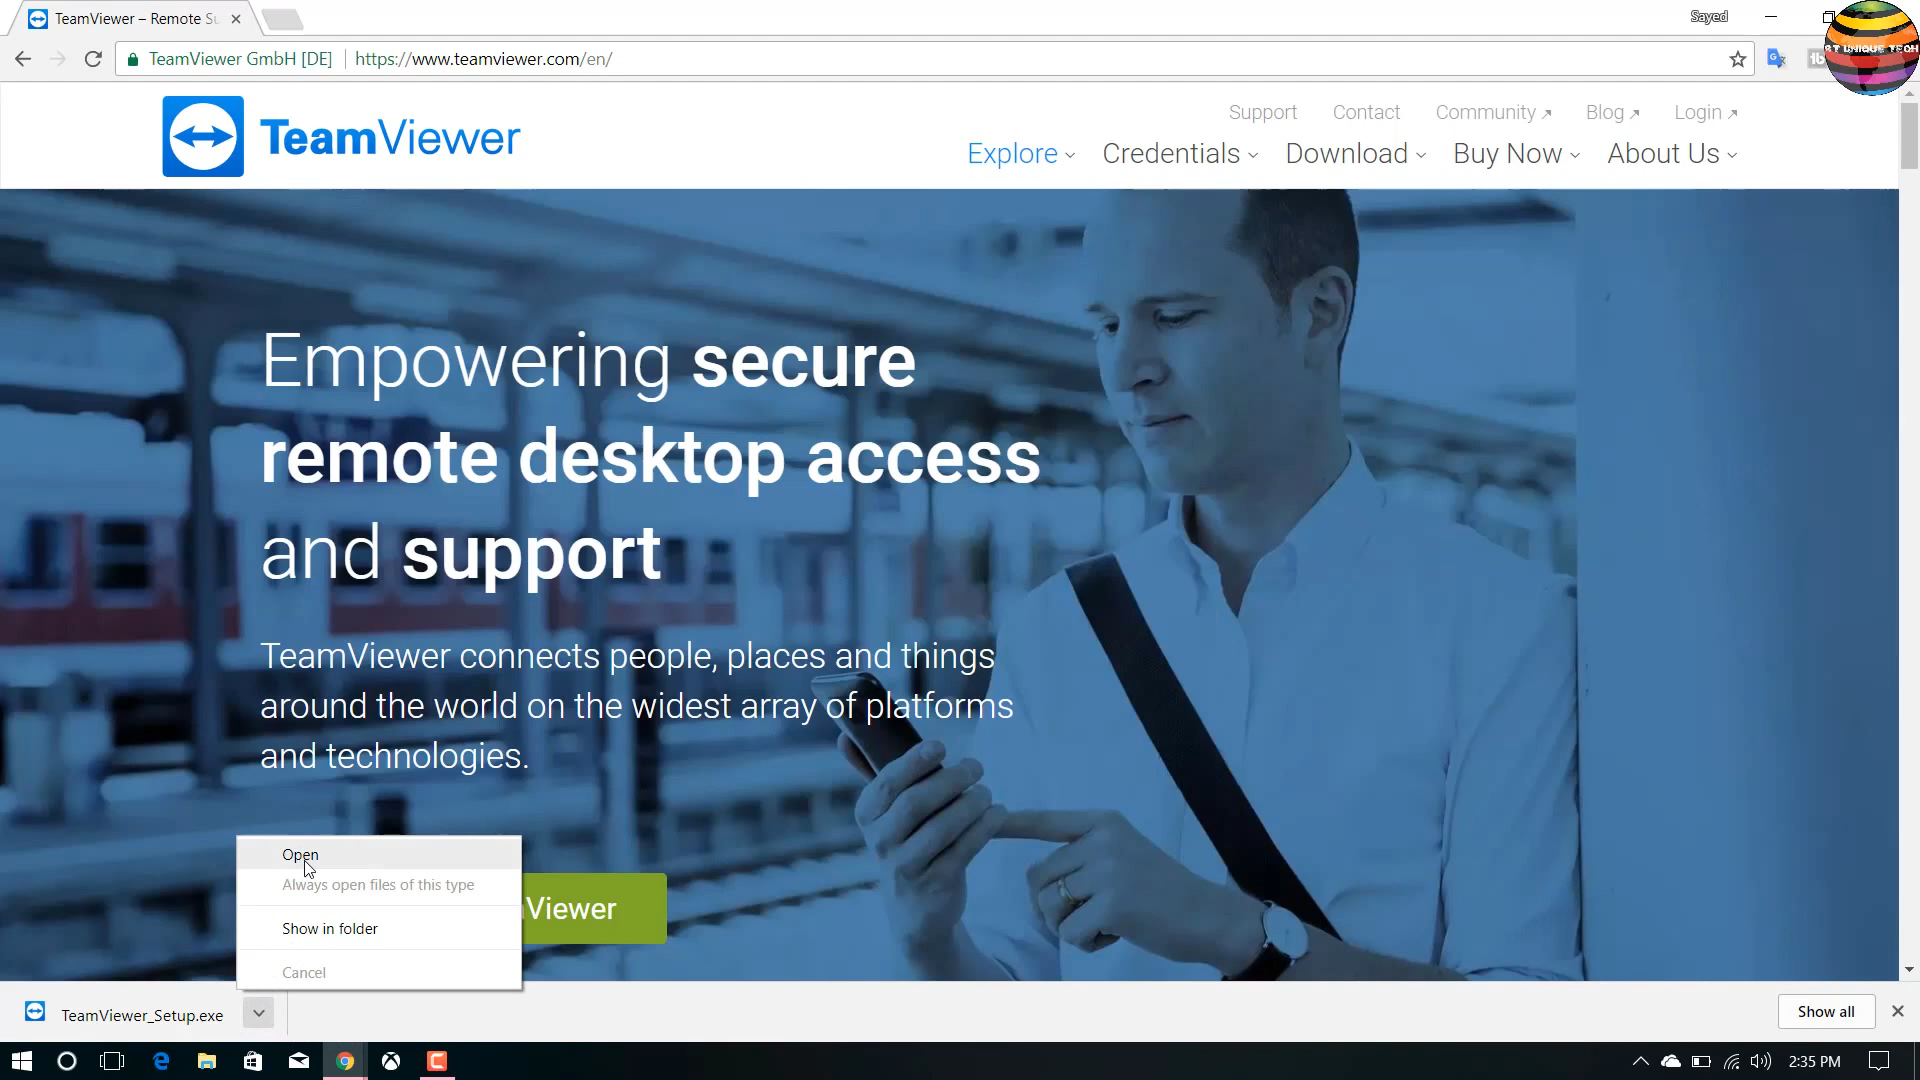 TeamViewer – Remote Su
Sayed
TeamViewer GmbH [DE]
https://www.teamviewer.com/en/
ST UNIQUE TECH
Support
Contact
Community
Blog
Login
TeamViewer
Explore
Credentials
Download
Buy Now
About Us
Empowering secure
remote desktop access
and support
TeamViewer connects people, places and things
around the world on the widest array of platforms
and technologies.
Open
Always open files of this type
Show in folder
Cancel
Viewer
TeamViewer_Setup.exe
Show all
2:35 PM